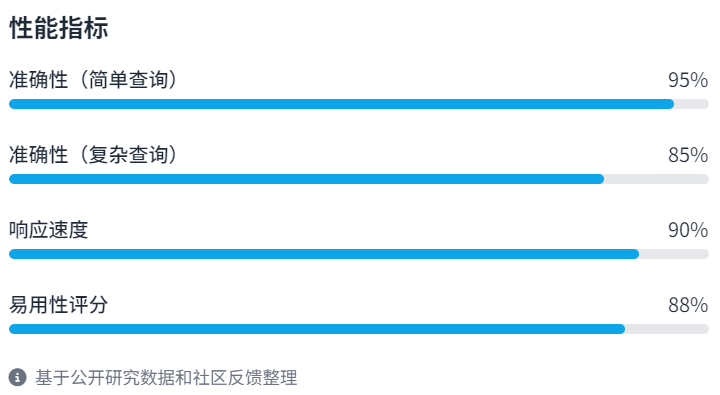 性能指标
准确性（简单查询） 95%
准确性（复杂查询） 85%
响应速度 90%
易用性评分 88%
基于公开研究数据和社区反馈整理